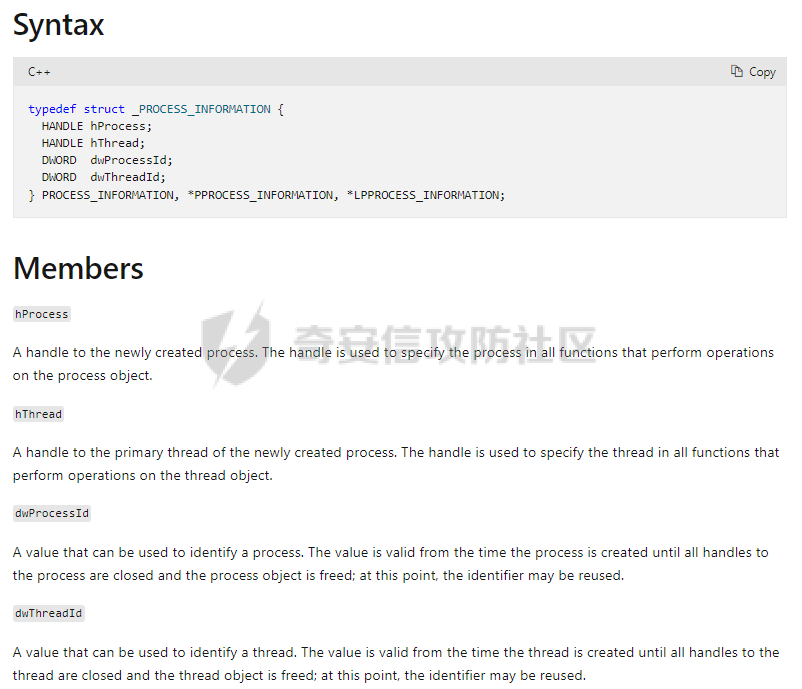 Syntax
C++ Copy
typedef struct _PROCESS_INFORMATION {
  HANDLE hProcess;
  HANDLE hThread;
  DWORD  dwProcessId;
  DWORD  dwThreadId;
} PROCESS_INFORMATION, *PPROCESS_INFORMATION, *LPPROCESS_INFORMATION;
Members
hProcess
奇安信攻防社区
A handle to the newly created process. The handle is used to specify the process in all functions that perform operations
on the process object.
hThread
A handle to the primary thread of the newly created process. The handle is used to specify the thread in all functions that
perform operations on the thread object.
dwProcessId
A value that can be used to identify a process. The value is valid from the time the process is created until all handles to
the process are closed and the process object is freed; at this point, the identifier may be reused.
dwThreadId
A value that can be used to identify a thread. The value is valid from the time the thread is created until all handles to the
thread are closed and the thread object is freed; at this point, the identifier may be reused.